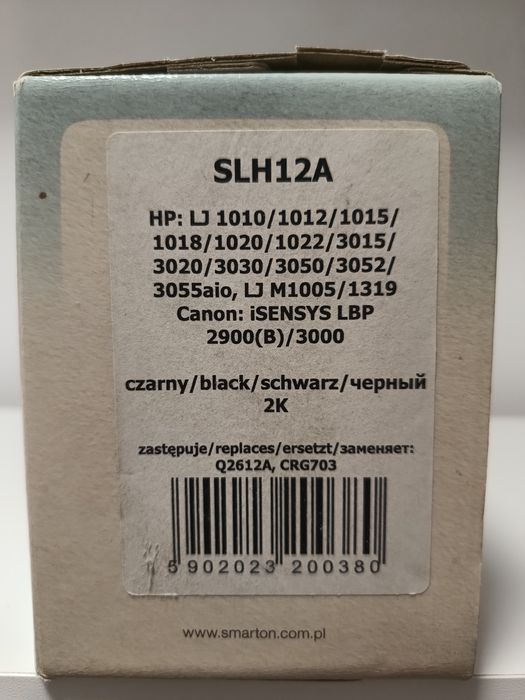 SLH12A
HP: LJ 1010/1012/1015/
1018/1020/1022/3015/
3020/3030/3050/3052/
3055aio, LJ M1005/1319
Canon: iSENSYS LBP
2900(B)/3000
czarny/black/schwarz/черный
2K
zastępuje/replaces/ersetzt/заменяет:
Q2612A, CRG703
5 902023 200380
www.smarton.com.pl